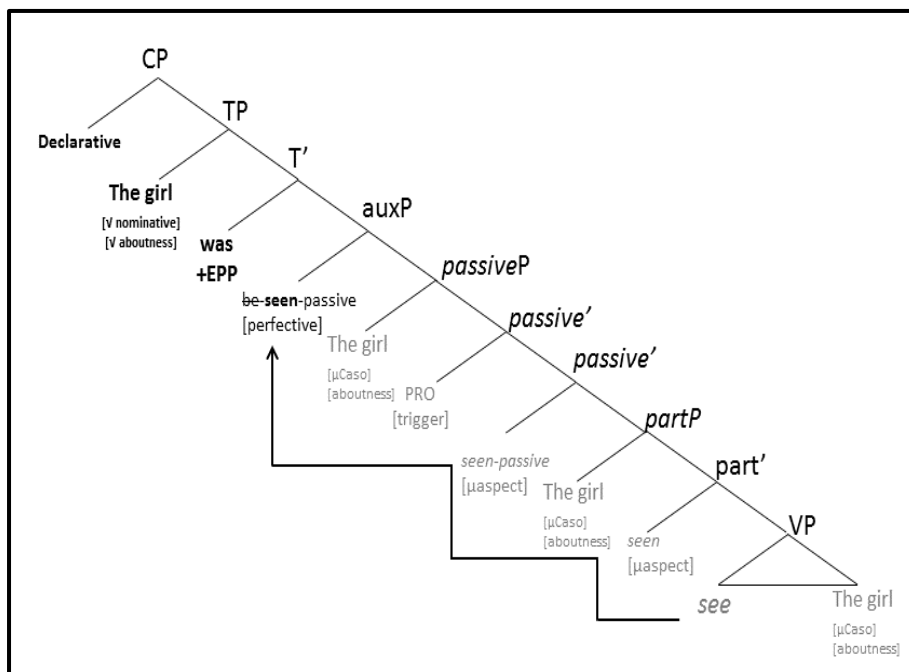 CP
TP
Declarative
T’
The girl
[√ nominative]
[√ aboutness]
auxP
was
+EPP
passiveP
be-seen-passive
[perfective]
passive’
The girl
[µCaso]
[aboutness]
passive’
PRO
[trigger]
partP
seen-passive
[µaspect]
part’
The girl
[µCaso]
[aboutness]
VP
seen
[µaspect]
see
The girl
[µCaso]
[aboutness]